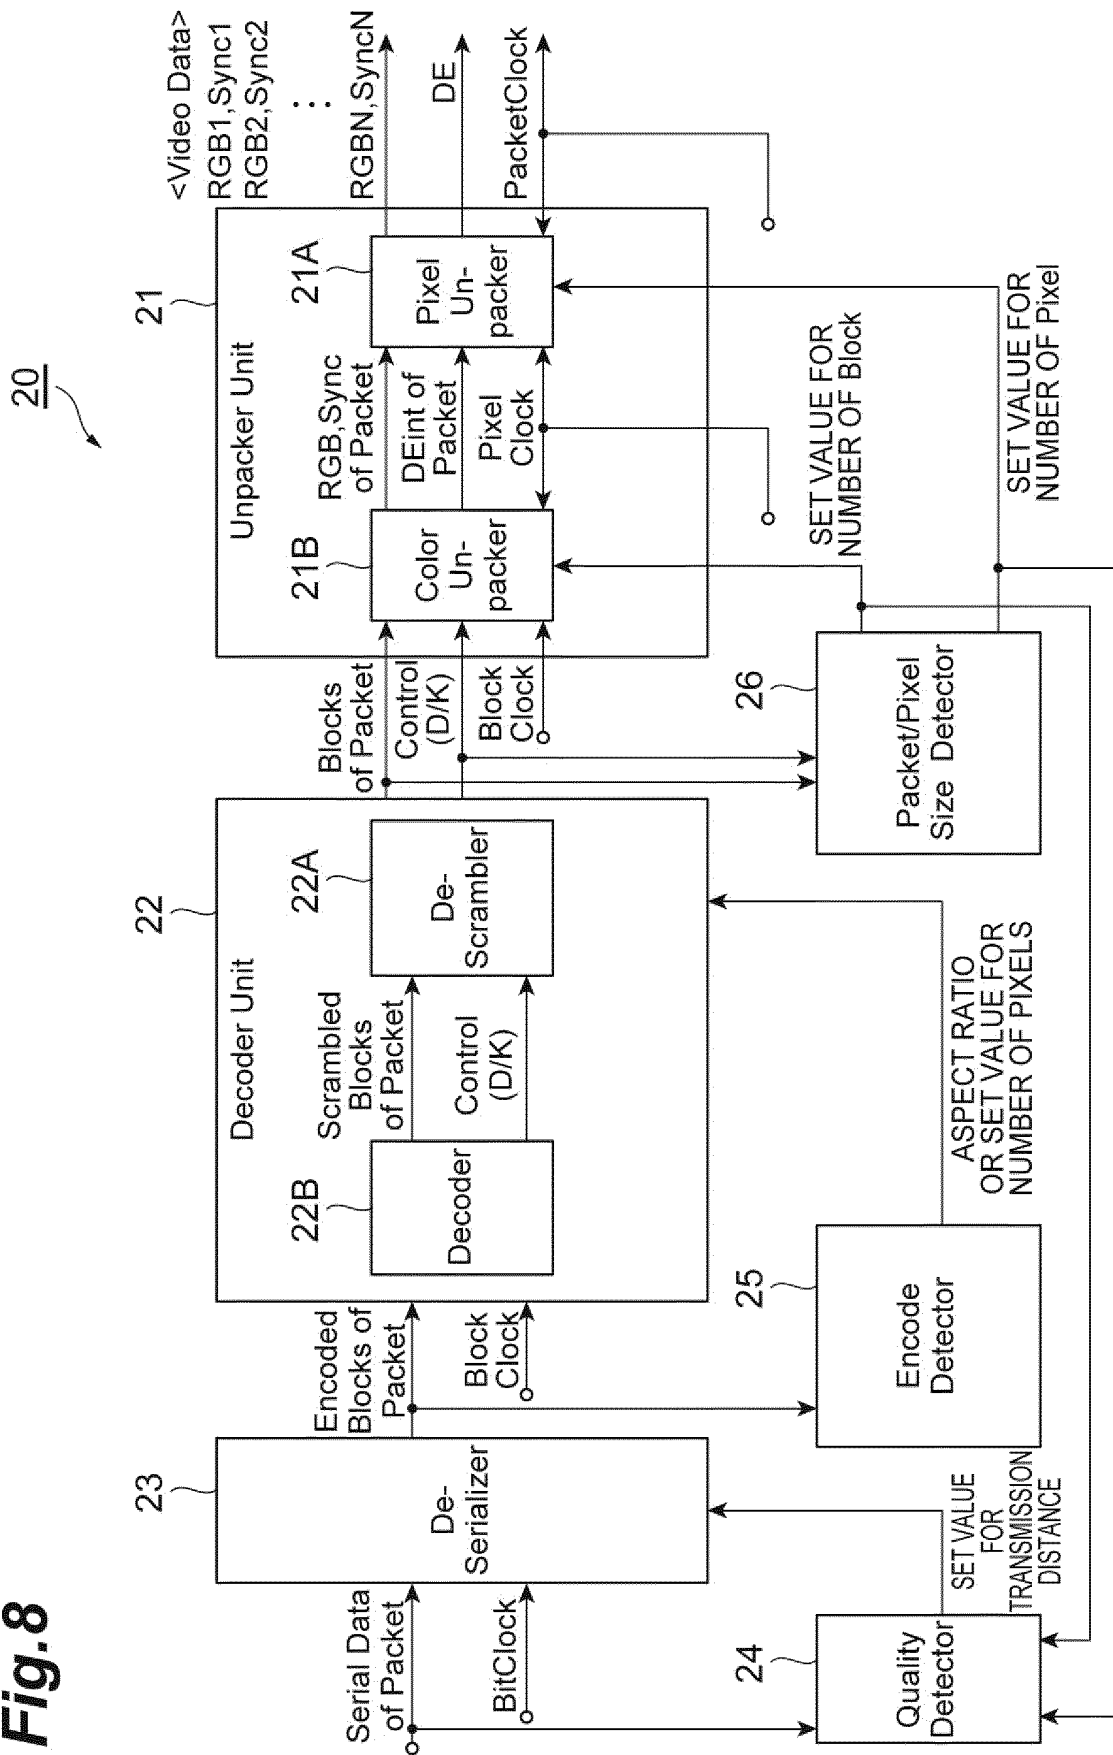 Fig.8
20
<Video Data>
RGB1,Sync1
RGB2,Sync2
⋮
RGBN,SyncN
DE
PacketClock
21
Unpacker Unit
21A
Pixel
Un-
packer
RGB,Sync
of Packet
DEint of
Packet
Pixel
Clock
21B
Color
Un-
packer
Blocks
of Packet
Control
(D/K)
Block
Clock
22
Decoder Unit
22A
De-
Scrambler
Scrambled
Blocks
of Packet
Control
(D/K)
22B
Decoder
Encoded
Blocks of
Packet
Block
Clock
23
De-
Serializer
Serial Data
of Packet
BitClock
24
Quality
Detector
SET VALUE
FOR
TRANSMISSION
DISTANCE
25
Encode
Detector
ASPECT RATIO
OR SET VALUE FOR
NUMBER OF PIXELS
26
Packet/Pixel
Size Detector
SET VALUE FOR
NUMBER OF Block
SET VALUE FOR
NUMBER OF Pixel